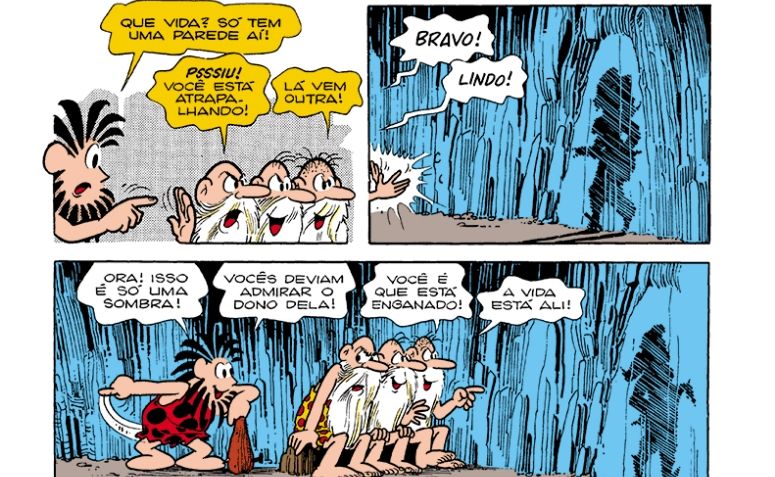 QUE VIDA? SÓ TEM
UMA PAREDE AÍ!
PSSSIU!
VOCÊ ESTÁ
ATRAPA-
LHANDO!
LÁ VEM
OUTRA!
BRAVO!
LINDO!
ORA! ISSO
É SÓ UMA
SOMBRA!
VOCÊS DEVIAM
ADMIRAR O
DONO DELA!
VOCÊ É
QUE ESTÁ
ENGANADO!
A VIDA
ESTÁ ALI!